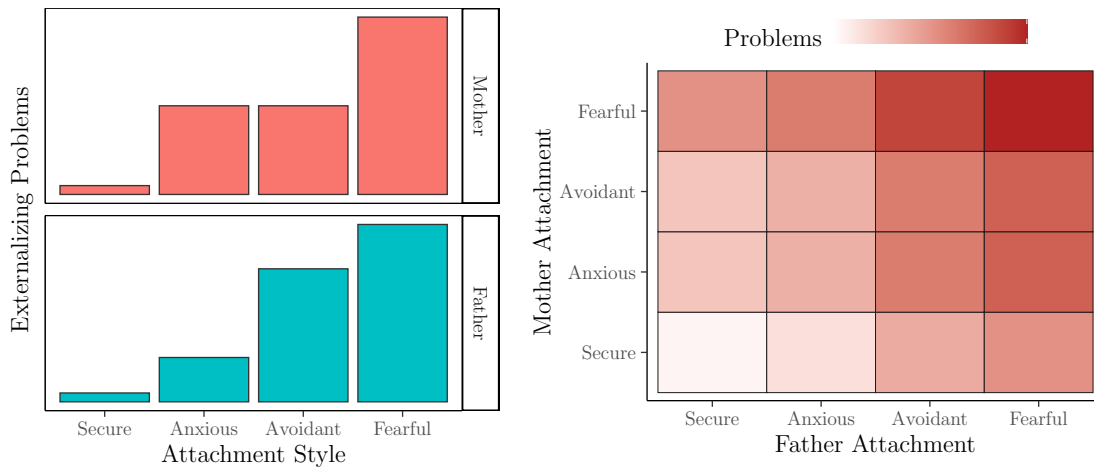 Externalizing Problems
Mother
Father
Secure Anxious Avoidant Fearful
Attachment Style
Problems
Mother Attachment
Fearful
Avoidant
Anxious
Secure
Secure Anxious Avoidant Fearful
Father Attachment